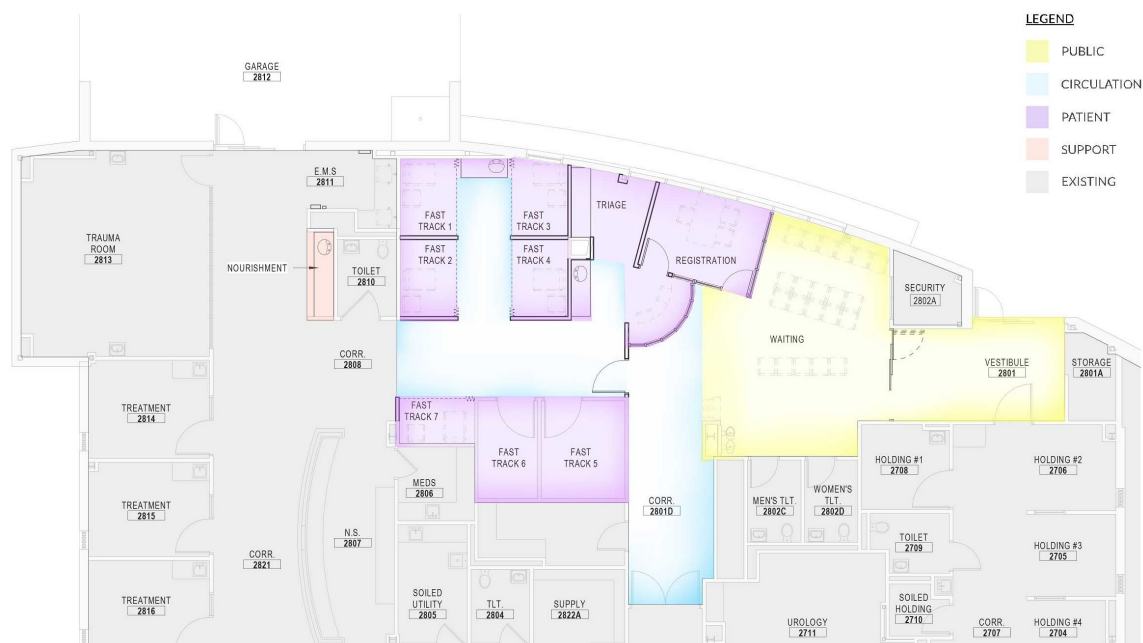 LEGEND
PUBLIC
CIRCULATION
PATIENT
SUPPORT
EXISTING
GARAGE
2812
E.M.S
2811
TRAUMA
ROOM
2813
NOURISHMENT
TOILET
2810
FAST
TRACK 1
FAST
TRACK 2
FAST
TRACK 3
FAST
TRACK 4
TRIAGE
REGISTRATION
WAITING
SECURITY
2802A
VESTIBULE
2801
STORAGE
2801A
CORR.
2808
TREATMENT
2814
TREATMENT
2815
TREATMENT
2816
FAST
TRACK 7
FAST
TRACK 6
FAST
TRACK 5
MEDS
2806
N.S.
2807
CORR.
2821
CORR.
2801D
MEN'S TLT.
2802C
WOMEN'S
TLT.
2802D
HOLDING #1
2708
HOLDING #2
2706
TOILET
2709
HOLDING #3
2705
SOILED
UTILITY
2805
TLT.
2804
SUPPLY
2822A
UROLOGY
2711
SOILED
HOLDING
2710
CORR.
2707
HOLDING #4
2704